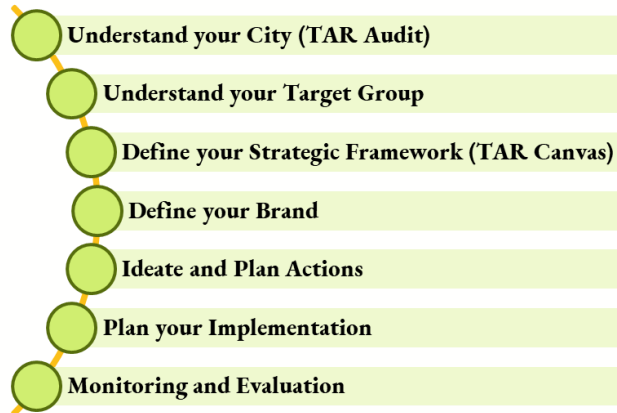 Understand your City (TAR Audit)
Understand your Target Group
Define your Strategic Framework (TAR Canvas)
Define your Brand
Ideate and Plan Actions
Plan your Implementation
Monitoring and Evaluation